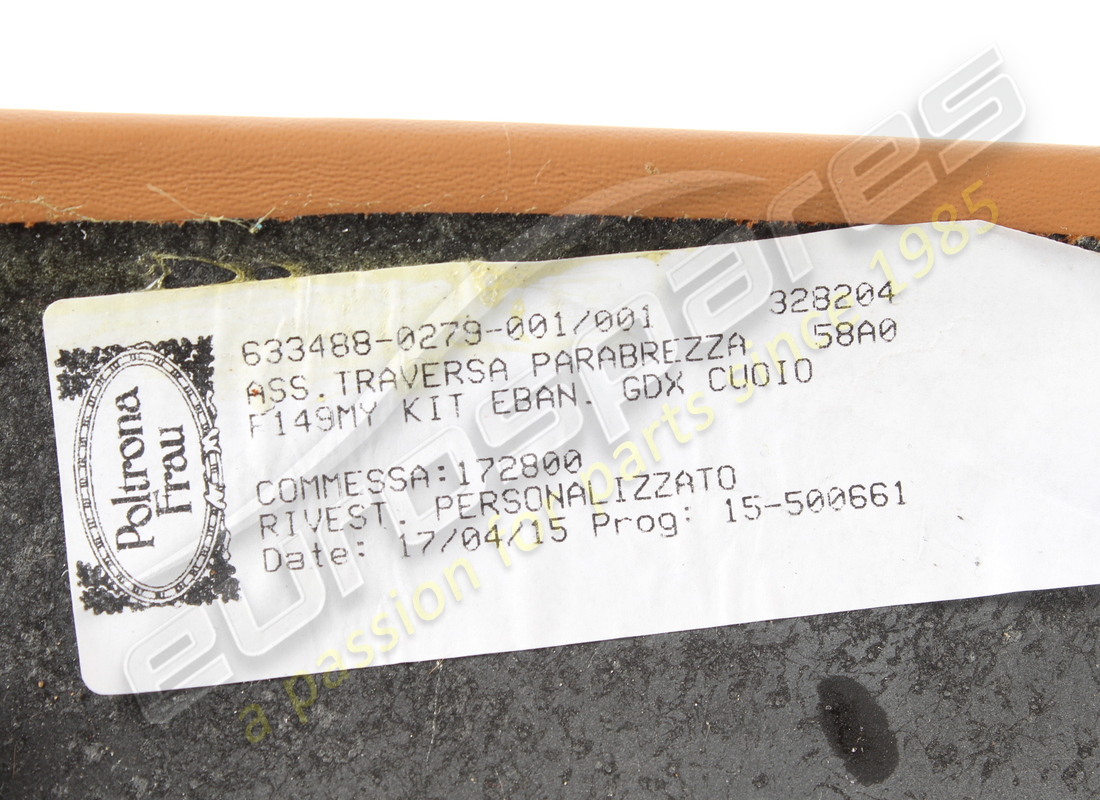 Poltrona
Frau
633488-0279-001/001 328204
ASS.TRAVERSA PARABREZZA 58A0
F149MY KIT EBAN. GDX CUOIO
COMMESSA:172800
RIVEST. PERSONALIZZATO
Date: 17/04/15 Prog: 15-500661
eurospares
a passion for parts since 1985